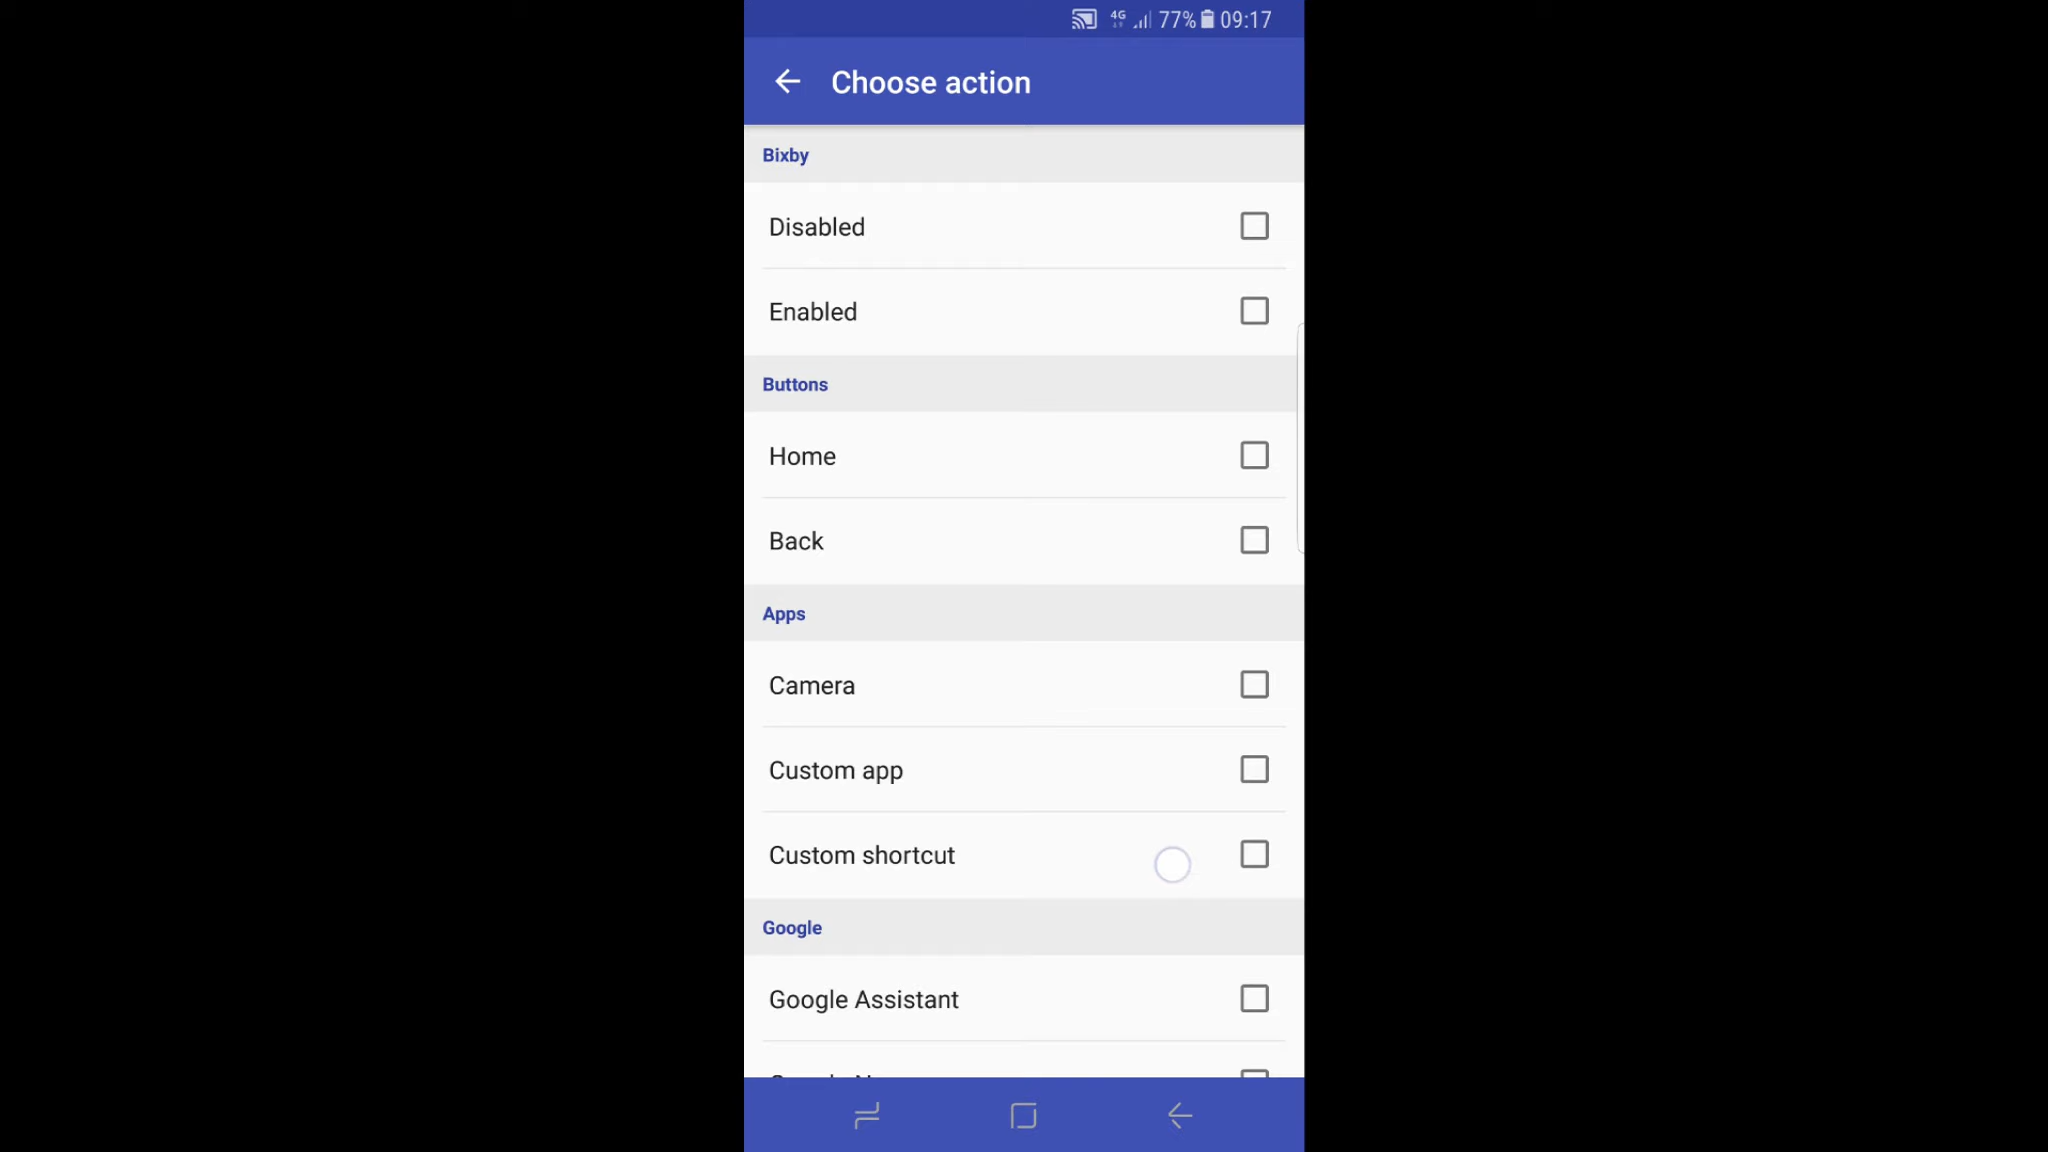 4G 77% 09:17
Choose action
Bixby
Disabled
Enabled
Buttons
Home
Back
Apps
Camera
Custom app
Custom shortcut
Google
Google Assistant